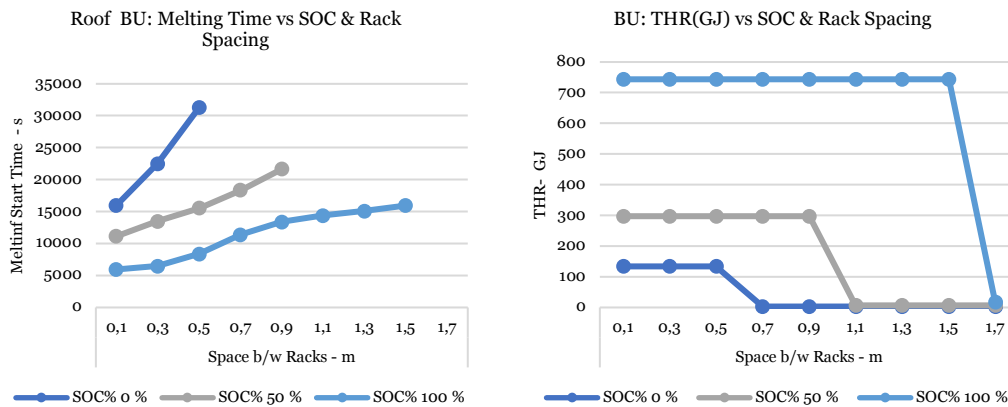 Roof BU: Melting Time vs SOC & Rack
Spacing
Meltinf Start Time - s
35000
30000
25000
20000
15000
10000
5000
0
0,1 0,3 0,5 0,7 0,9 1,1 1,3 1,5 1,7
Space b/w Racks - m
SOC% 0 % SOC% 50 % SOC% 100 %
BU: THR(GJ) vs SOC & Rack Spacing
THR- GJ
800
700
600
500
400
300
200
100
0
0,1 0,3 0,5 0,7 0,9 1,1 1,3 1,5 1,7
Space b/w Racks - m
SOC% 0 % SOC% 50 % SOC% 100 %